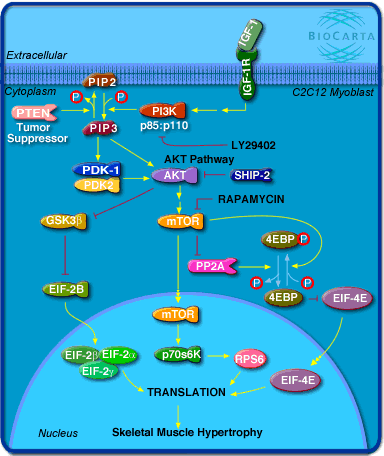 IGF-1
BIOCARTA
Extracellular
IGF-1R
PIP2
Cytoplasm
C2C12 Myoblast
P
P
PTEN
PI3K
Tumor
Suppressor
p85:p110
PIP3
LY29402
AKT Pathway
PDK-1
PDK2
AKT
SHIP-2
RAPAMYCIN
GSK3β
mTOR
4EBP
P
PP2A
P
P
EIF-2B
4EBP
EIF-4E
mTOR
EIF-2β
EIF-2α
EIF-2γ
p70s6K
RPS6
EIF-4E
TRANSLATION
Nucleus
Skeletal Muscle Hypertrophy